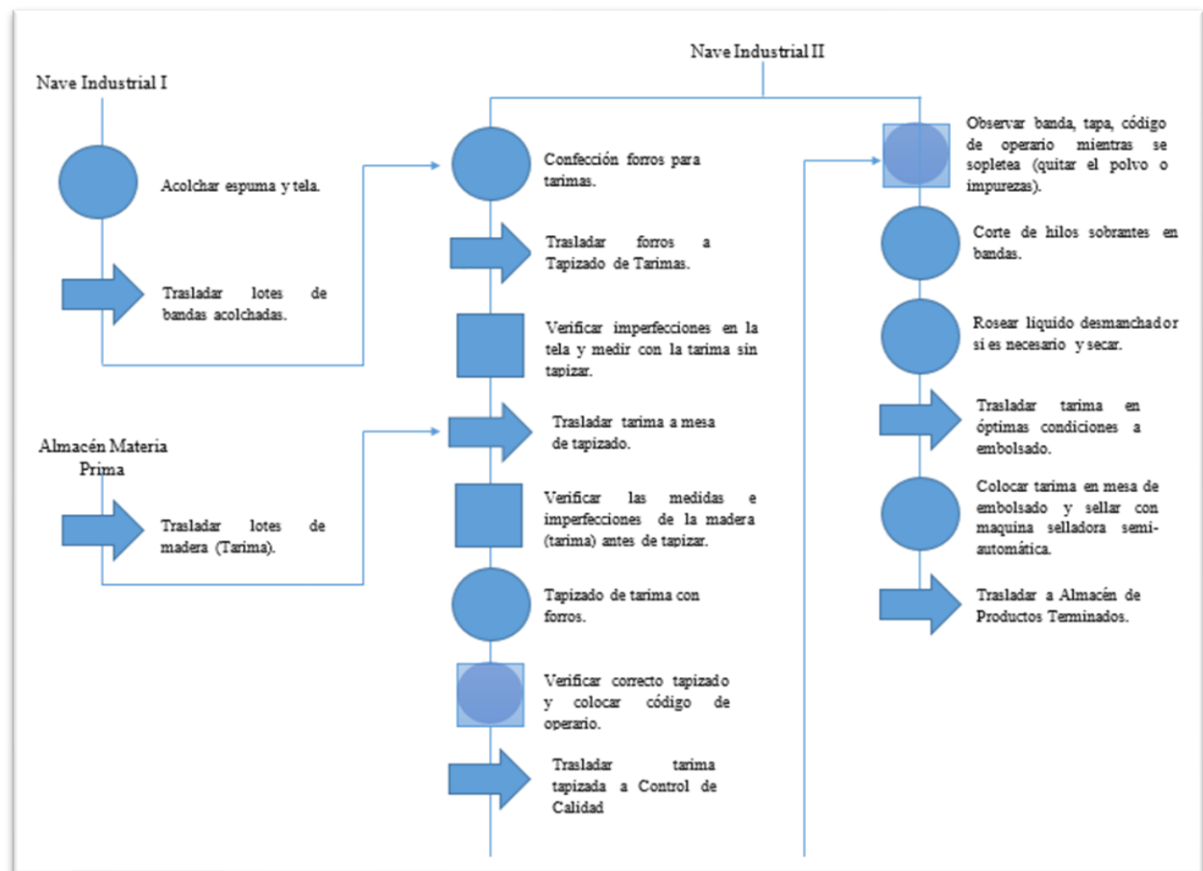 Nave Industrial I
Acolchar espuma y tela.
Trasladar lotes de
bandas acolchadas.
Almacén Materia
Prima
Trasladar lotes de
madera (Tarima).
Nave Industrial II
Confección forros para
tarimas.
Trasladar forros a
Tapizado de Tarimas.
Verificar imperfecciones en la
tela y medir con la tarima sin
tapizar.
Trasladar tarima a mesa
de tapizado.
Verificar las medidas e
imperfecciones de la madera
(tarima) antes de tapizar.
Tapizado de tarima con
forros.
Verificar correcto tapizado
y colocar código de
operario.
Trasladar tarima
tapizada a Control de
Calidad
Observar banda, tapa, código
de operario mientras se
sopletea (quitar el polvo o
impurezas).
Corte de hilos sobrantes en
bandas.
Rosear liquido desmanchador
si es necesario y secar.
Trasladar tarima en
óptimas condiciones a
embolsado.
Colocar tarima en mesa de
embolsado y sellar con
maquina selladora semi-
automática.
Trasladar a Almacén de
Productos Terminados.